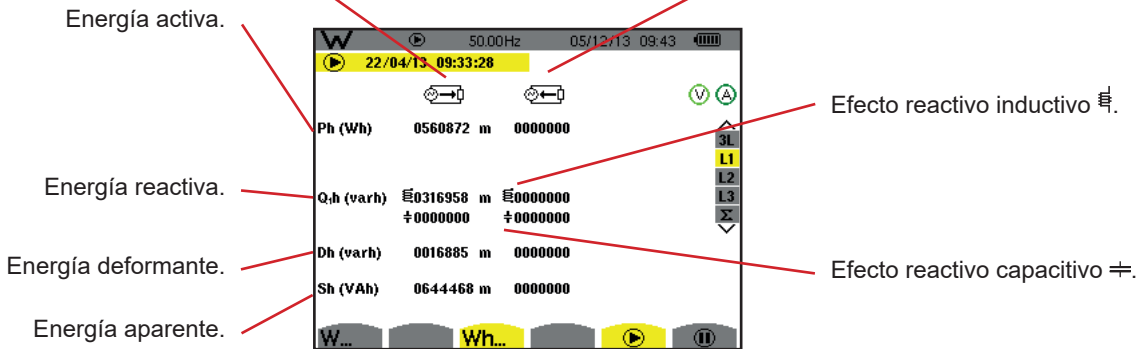 Energía activa.
W 50.00Hz 05/12/13 09:43
22/04/13 09:33:28
Ph (Wh) 0560872 m 0000000
3L
L1
L2
L3
Σ
Efecto reactivo inductivo
Energía reactiva.
Q₁h (varh) 0316958 m 0000000
0000000 0000000
Energía deformante.
Dh (varh) 0016885 m 0000000
Efecto reactivo capacitivo
Sh (VAh) 0644468 m 0000000
Energía aparente.
W... Wh...
V A